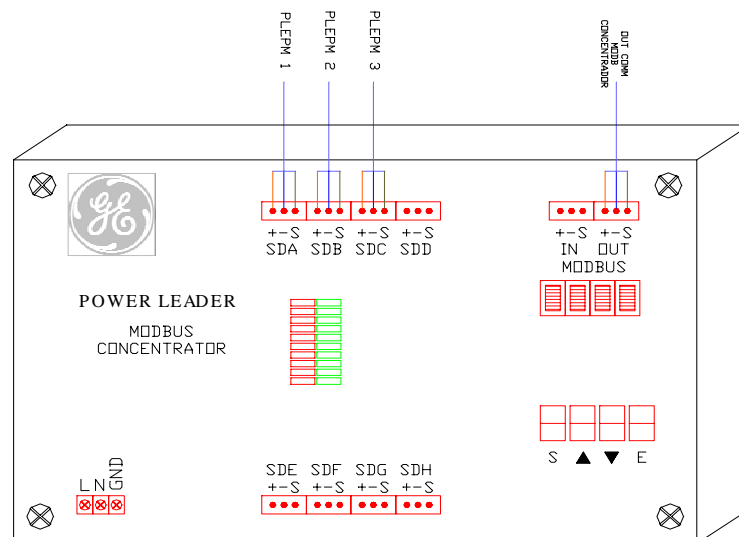 PLEPM 1
PLEPM 2
PLEPM 3
OUT COMM
MODB
CONCENTRADOR
GE
+-S +-S +-S +-S
SDA SDB SDC SDD
+-S +-S
IN OUT
MODBUS
POWER LEADER
MODBUS
CONCENTRATOR
S ▲ ▼ E
L N GND
SDE SDF SDG SDH
+-S +-S +-S +-S